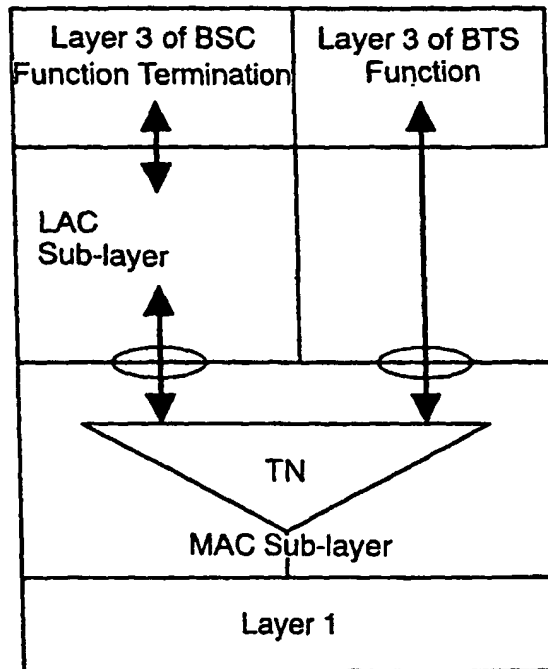 Layer 3 of BSC
Function Termination
Layer 3 of BTS
Function
LAC
Sub-layer
TN
MAC Sub-layer
Layer 1